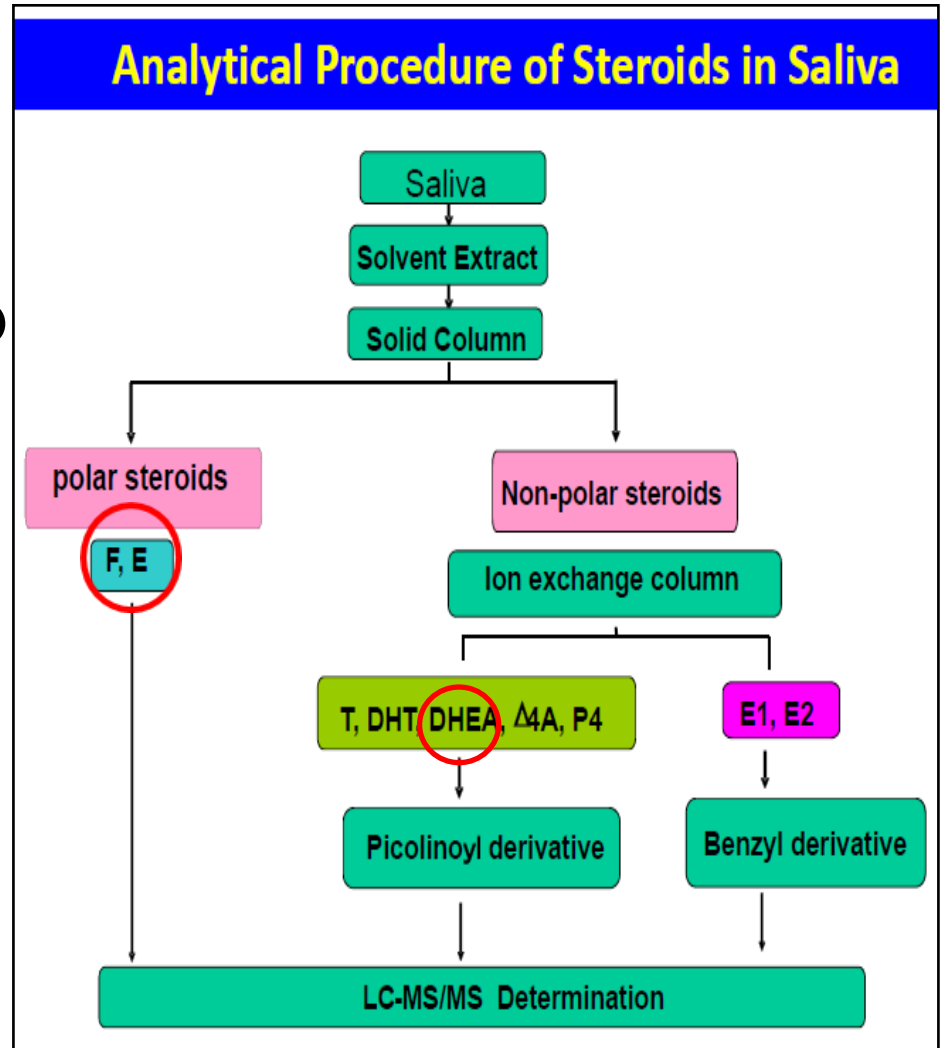 Analytical Procedure of Steroids in Saliva
Saliva
Solvent Extract
Solid Column
polar steroids
Non-polar steroids
F, E
Ion exchange column
T, DHT, DHEA, Δ4A, P4
E1, E2
Picolinoyl derivative
Benzyl derivative
LC-MS/MS Determination